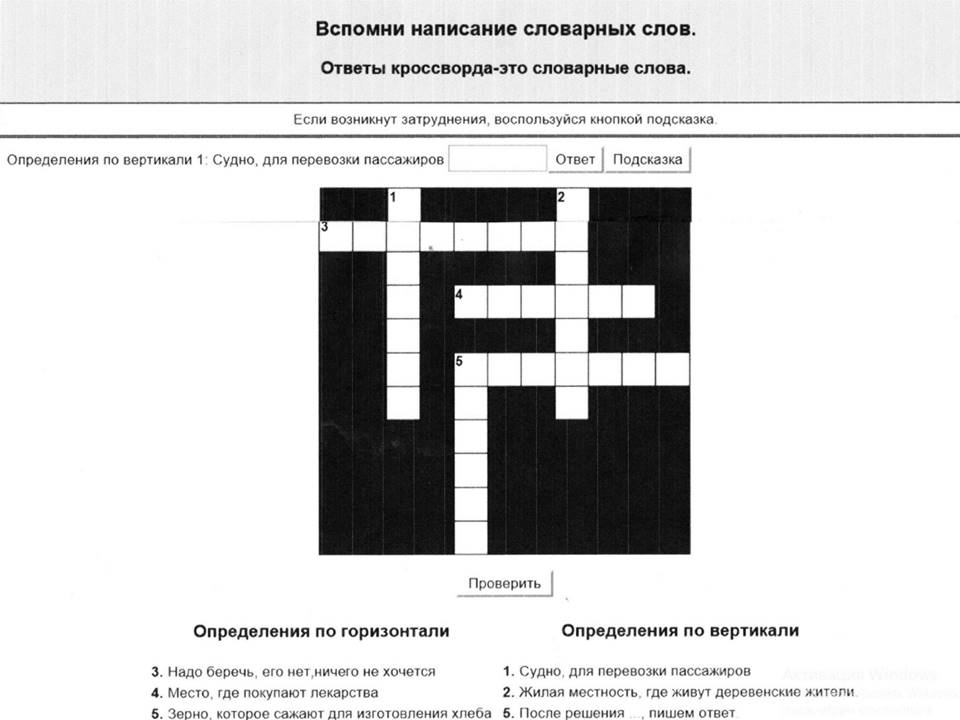 Вспомни написание словарных слов.
Ответы кроссворда-это словарные слова.
Если возникнут затруднения, воспользуйся кнопкой подсказка.
Определения по вертикали 1: Судно, для перевозки пассажиров Ответ Подсказка
1 2
3
4
5
Проверить
Определения по горизонтали
3. Надо беречь, его нет,ничего не хочется
4. Место, где покупают лекарства
5. Зерно, которое сажают для изготовления хлеба
Определения по вертикали
1. Судно, для перевозки пассажиров
2. Жилая местность, где живут деревенские жители.
5. После решения ..., пишем ответ.
Активация Windows